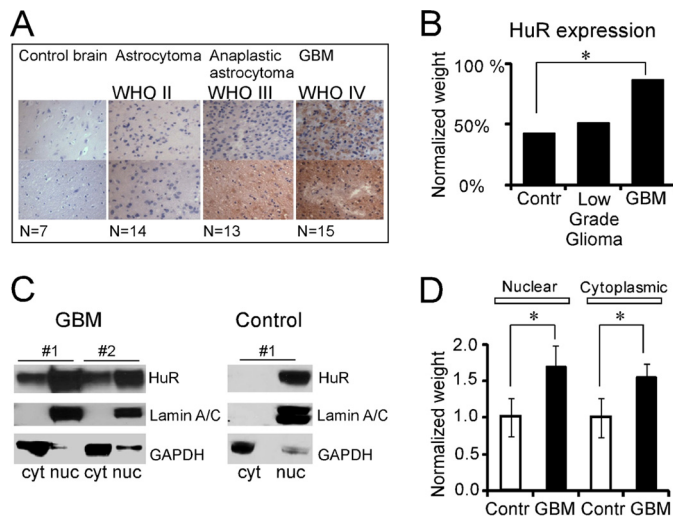 A
Control brain
Astrocytoma
WHO II
Anaplastic
astrocytoma
WHO III
GBM
WHO IV
N=7
N=14
N=13
N=15
B
HuR expression
*
Normalized weight
100 %
50%
0%
Contr
Low
Grade
Glioma
GBM
C
GBM
#1 #2
HuR
Lamin A/C
GAPDH
cyt nuc cyt nuc
Control
#1
HuR
Lamin A/C
GAPDH
cyt nuc
D
Nuclear
Cytoplasmic
* *
Normalized weight
2.0
1.5
1.0
0.5
0.0
Contr GBM Contr GBM